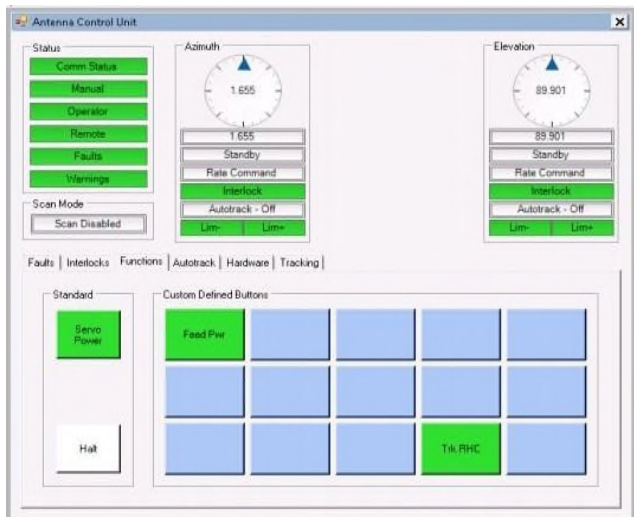 Antenna Control Unit
Status
Comm Status
Manual
Operator
Remote
Faults
Warnings
Scan Mode
Scan Disabled
Azimuth
1.655
1.655
Standby
Rate Command
Interlock
Autotrack - Off
Lim-
Lim+
Elevation
89.901
89.901
Standby
Rate Command
Interlock
Autotrack - Off
Lim-
Lim+
Faults
Interlocks
Functions
Autotrack
Hardware
Tracking
Standard
Servo
Power
Halt
Custom Defined Buttons
Feed Pwr
Trk RHC